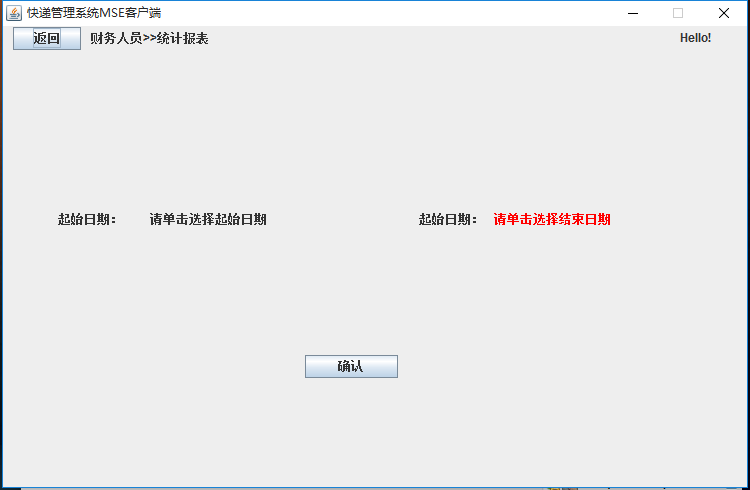 快递管理系统MSE客户端
返回 财务人员>>统计报表 Hello!
起始日期： 请单击选择起始日期 起始日期： 请单击选择结束日期
确认